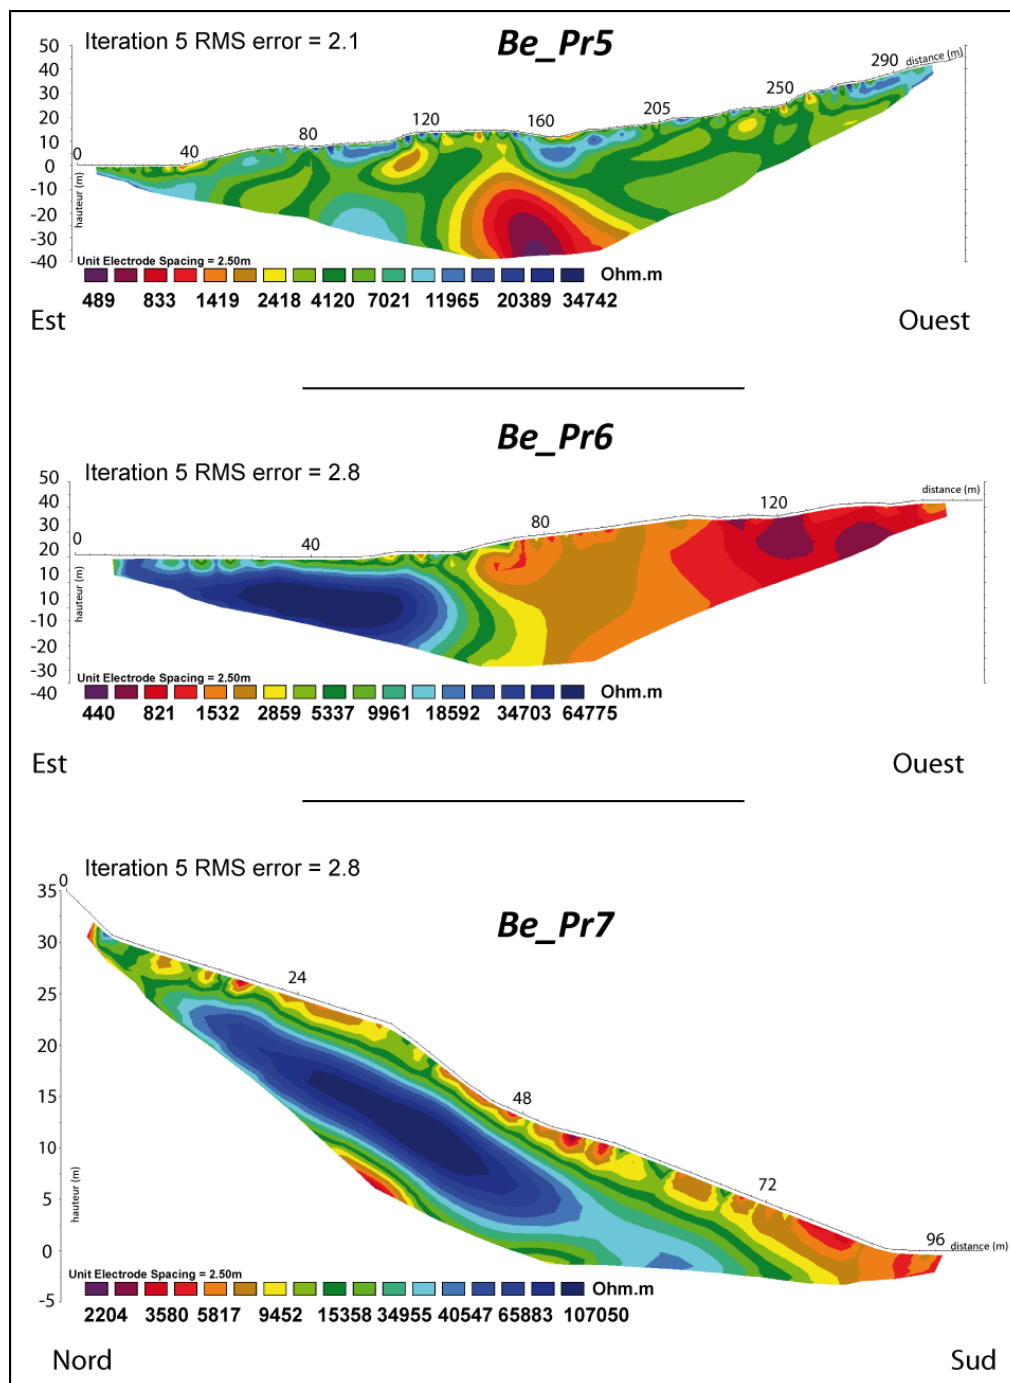 Be_Pr5
Iteration 5 RMS error = 2.1
50
40
30
20
10
0
-10
-20
-30
-40
hauteur (m)
0 40 80 120 160 205 250 290 distance (m)
Unit Electrode Spacing = 2.50m
Ohm.m
489 833 1419 2418 4120 7021 11965 20389 34742
Est Ouest
Be_Pr6
Iteration 5 RMS error = 2.8
50
40
30
20
10
10
-10
-20
-30
-40
hauteur (m)
0 40 80 120 distance (m)
Unit Electrode Spacing = 2.50m
Ohm.m
440 821 1532 2859 5337 9961 18592 34703 64775
Est Ouest
Iteration 5 RMS error = 2.8
Be_Pr7
35
30
25
20
15
10
5
0
-5
hauteur (m)
0 24 48 72 96 distance (m)
Unit Electrode Spacing = 2.50m
Ohm.m
2204 3580 5817 9452 15358 34955 40547 65883 107050
Nord Sud